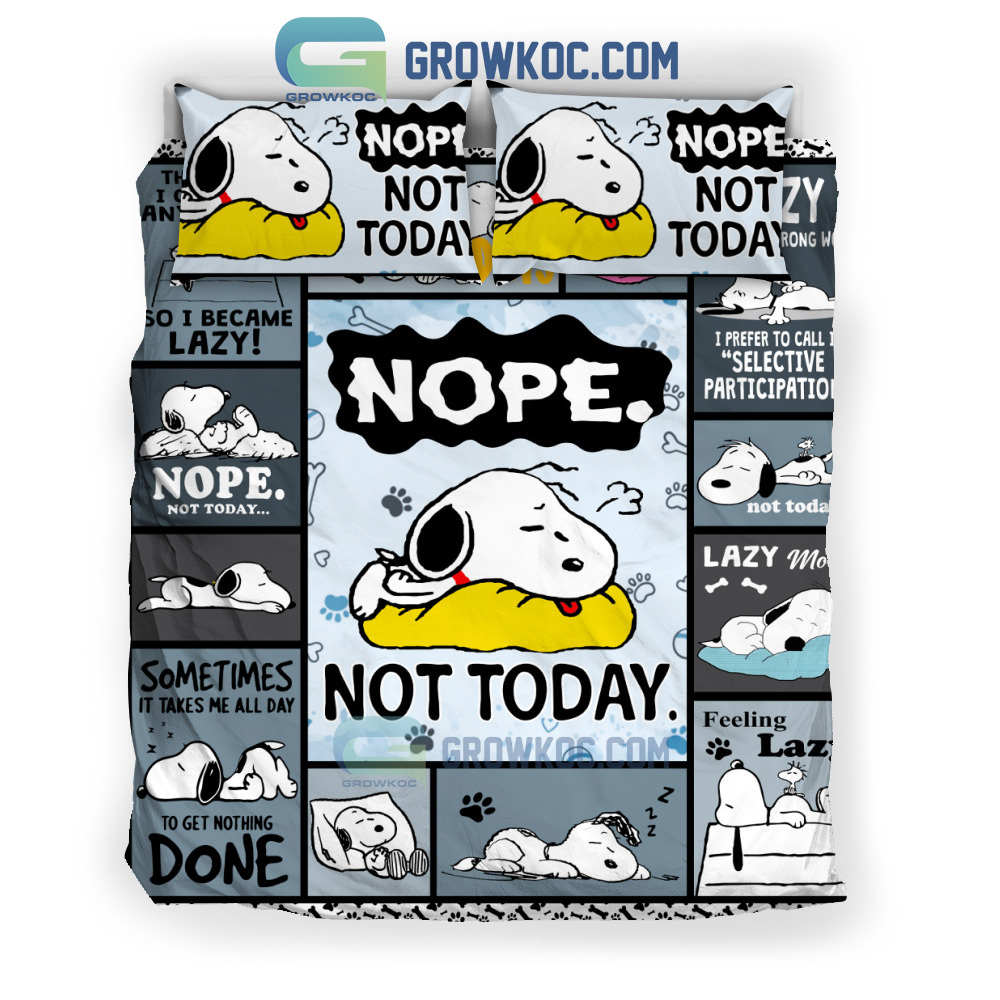 GROWKOC.COM
GROWKOC
NOPE
NOT
TODAY
NOPE
NOT
TODAY
SO I BECAME
LAZY!
NOPE.
NOT TODAY...
SOMETIMES
IT TAKES ME ALL DAY
z z z
TO GET NOTHING
DONE
NOPE.
NOT TODAY.
GROWKOC.COM
GROWKOC
z z z
I PREFER TO CALL I
"SELECTIVE
PARTICIPATION
not toda
LAZY Mo
Feeling
Lazy